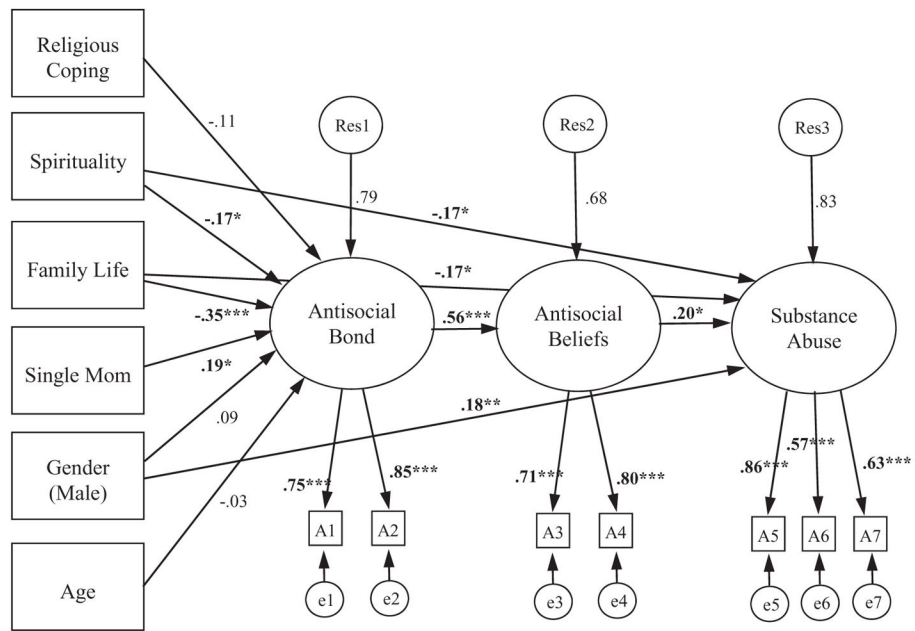 Religious
Coping
Spirituality
Family Life
Single Mom
Gender
(Male)
Age
-.11
-.17*
-.35***
.19*
.09
-.03
Res1
.79
Res2
.68
Res3
.83
-.17*
-.17*
.18**
Antisocial
Bond
.56***
Antisocial
Beliefs
.20*
Substance
Abuse
.75***
.85***
.71***
.80***
.86***
.57***
.63***
A1
A2
A3
A4
A5
A6
A7
e1
e2
e3
e4
e5
e6
e7